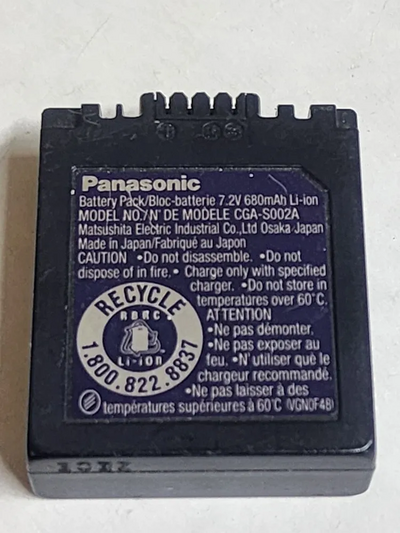 Panasonic
Battery Pack/Bloc-batterie 7.2V 680mAh Li-ion
MODEL NO./N° DE MODELE CGA-S002A
Matsushita Electric Industrial Co.,Ltd Osaka Japan
Made in Japan/Fabriqué au Japon
CAUTION •Do not disassemble. •Do not
dispose of in fire. • Charge only with specified
charger. •Do not store in
temperatures over 60°C.
ATTENTION
•Ne pas démonter.
•Ne pas exposer au
feu. •N'utiliser què le
chargeur recommandé.
•Ne pas laisser à des
températures supérieures à 60°C (VGN0F48)
RECYCLE
RBRC
Li-ion
1.800.822.8837